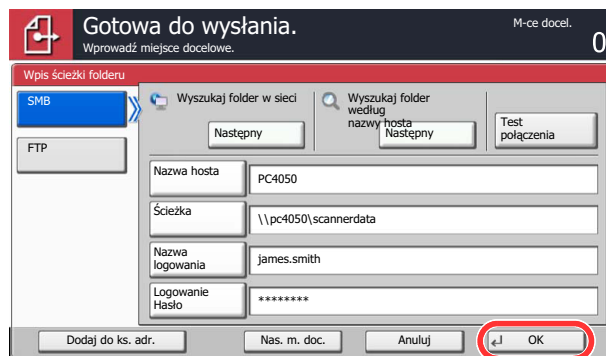 Gotowa do wysłania.
M-ce docel.
Wprowadź miejsce docelowe.
0
Wpis ścieżki folderu
SMB
FTP
Wyszukaj folder w sieci
Następny
Wyszukaj folder
według
nazwy hosta
Następny
Test
połączenia
Nazwa hosta
PC4050
Ścieżka
\\pc4050\scannerdata
Nazwa
logowania
james.smith
Logowanie
Hasło
********
Dodaj do ks. adr.
Nas. m. doc.
Anuluj
OK